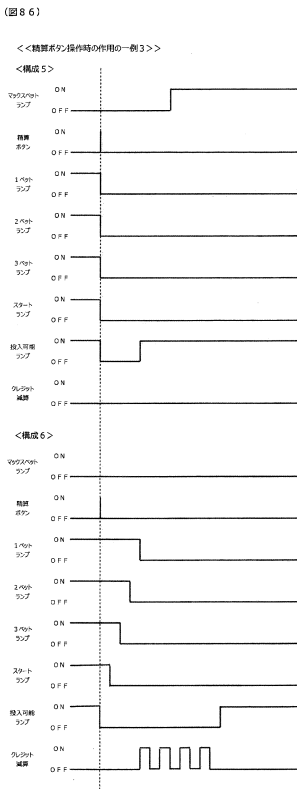 (図86)
<<精算ボタン操作時の作用の一例3>>
<構成5>
マックスベット
ランプ
ON
OFF
精算
ボタン
ON
OFF
1ベット
ランプ
ON
OFF
2ベット
ランプ
ON
OFF
3ベット
ランプ
ON
OFF
スタート
ランプ
ON
OFF
投入可能
ランプ
ON
OFF
クレジット
減算
ON
OFF
<構成6>
マックスベット
ランプ
ON
OFF
精算
ボタン
ON
OFF
1ベット
ランプ
ON
OFF
2ベット
ランプ
ON
OFF
3ベット
ランプ
ON
OFF
スタート
ランプ
ON
OFF
投入可能
ランプ
ON
OFF
クレジット
減算
ON
OFF